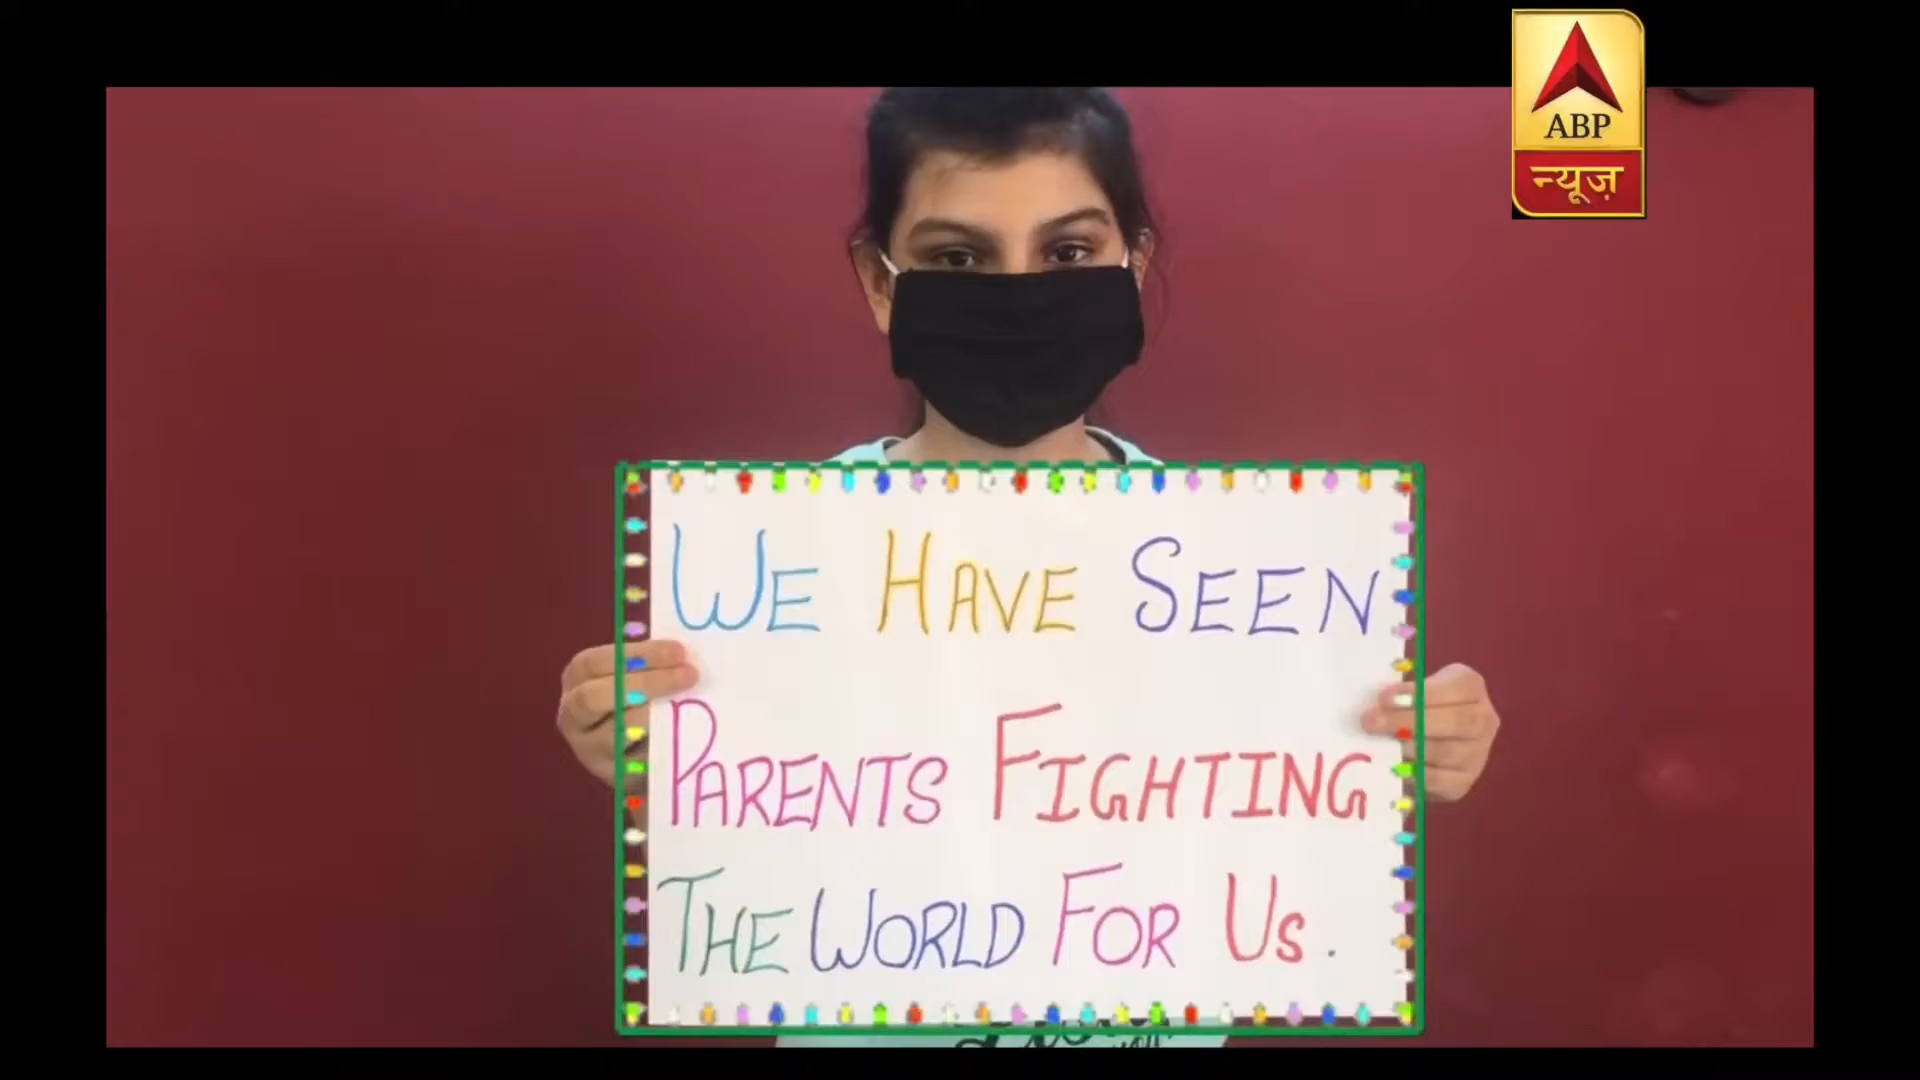 ABP
न्यूज़
WE HAVE SEEN
PARENTS FIGHTING
THE WORLD FOR US.